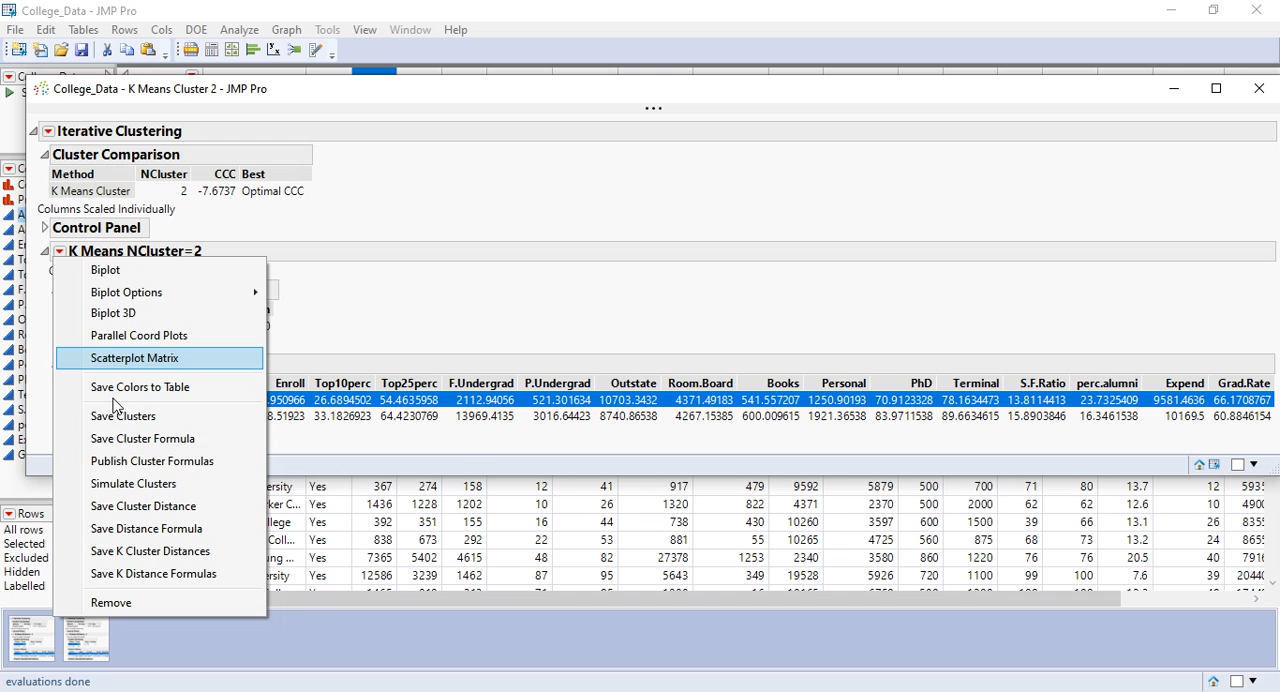 College_Data - JMP Pro
File Edit Tables Rows Cols DOE Analyze Graph Tools View Window Help
College_Data - K Means Cluster 2 - JMP Pro
Iterative Clustering
Cluster Comparison
Method NCluster CCC Best
K Means Cluster 2 -7.6737 Optimal CCC
Columns Scaled Individually
Control Panel
K Means NCluster=2
Biplot
Biplot Options
Biplot 3D
Parallel Coord Plots
Scatterplot Matrix
Save Colors to Table
Save Clusters
Save Cluster Formula
Publish Cluster Formulas
Simulate Clusters
Save Cluster Distance
Save Distance Formula
Save K Cluster Distances
Save K Distance Formulas
Remove
Enroll Top10perc Top25perc F.Undergrad P.Undergrad Outstate Room.Board Books Personal PhD Terminal S.F.Ratio perc.alumni Expend Grad.Rate
.950966 26.6894502 54.4635958 2112.94056 521.301634 10703.3432 4371.49183 541.557207 1250.90193 70.9123328 78.1634473 13.8114413 23.7325409 9581.4636 66.1708767
8.51923 33.1826923 64.4230769 13969.4135 3016.64423 8740.86538 4267.15385 600.009615 1921.36538 83.9711538 89.6634615 15.8903846 16.3461538 10169.5 60.8846154
ersity Yes 367 274 158 12 41 917 479 9592 5879 500 700 71 80 13.7 12
ker C... Yes 1436 1228 1202 10 26 1320 822 4371 2370 500 2000 62 62 12.6 10
llege Yes 392 351 155 16 44 738 430 10260 3597 600 1500 39 66 13.1 26
Coll... Yes 838 673 292 22 53 881 55 10265 4725 560 875 68 73 13.2 24
ung ... Yes 7365 5402 4615 48 82 27378 1253 2340 3580 860 1220 76 76 20.5 40
ersity Yes 12586 3239 1462 87 95 5643 349 19528 5926 720 1100 99 100 7.6 39
Rows
All rows
Selected
Excluded
Hidden
Labelled
evaluations done